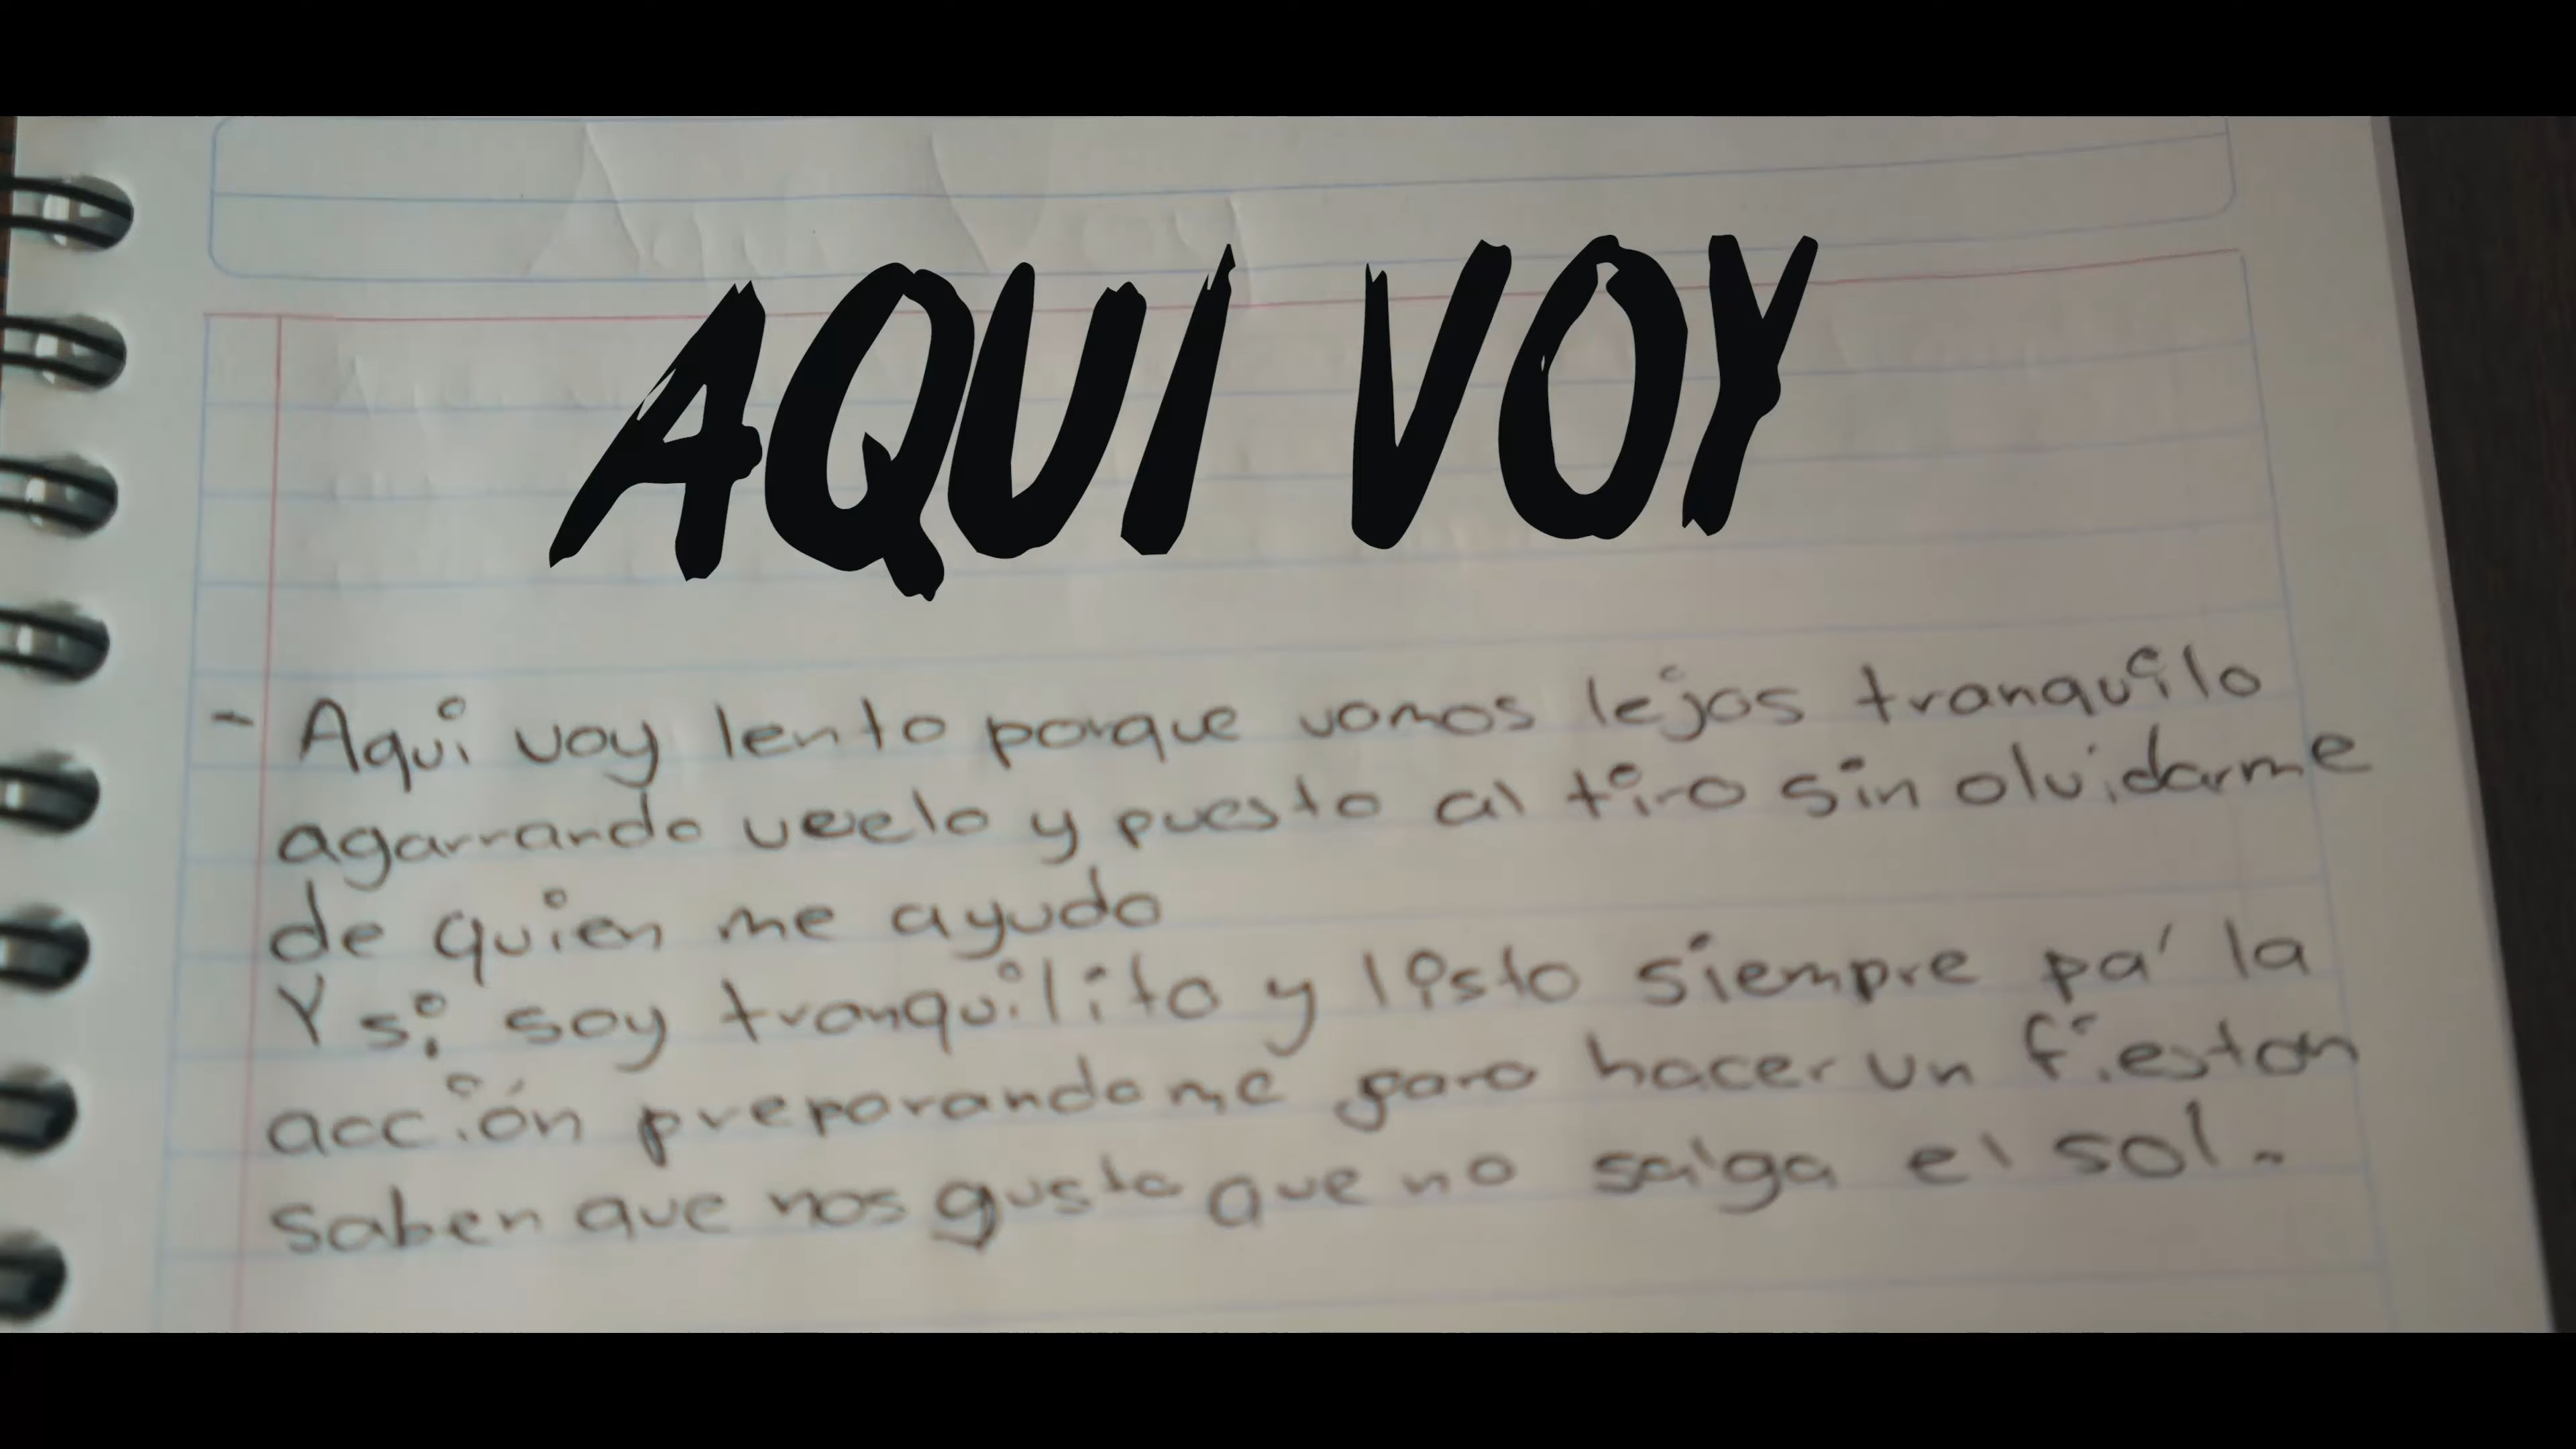 AQUI VOY
- Aqui voy lento porque vamos lejos tranquilo
agarrando vuelo y puesto al tiro sin olvidarme
de quien me ayudo
Y si soy tranquilito y listo siempre pa' la
acción preparandome para hacer un fieston
saben que nos gusta que no salga el sol.